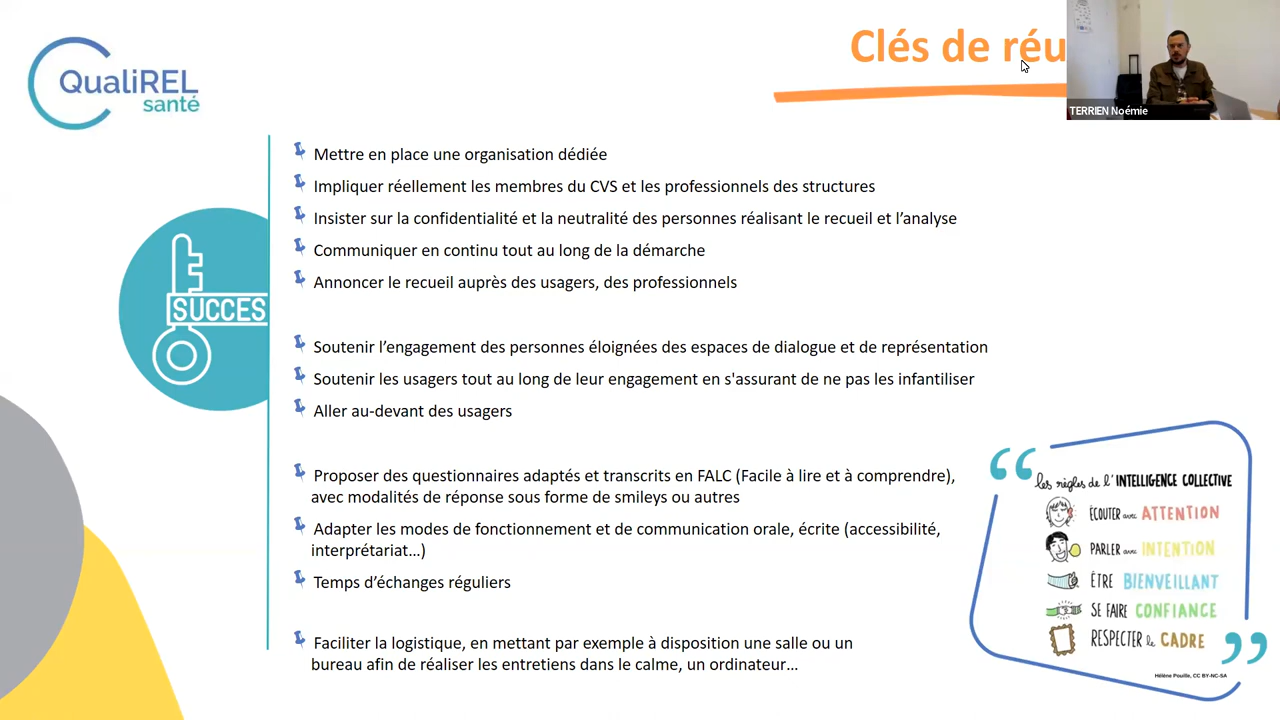 QualiREL
santé
Clés de réu
TERRIEN Noémie
Mettre en place une organisation dédiée
Impliquer réellement les membres du CVS et les professionnels des structures
Insister sur la confidentialité et la neutralité des personnes réalisant le recueil et l’analyse
Communiquer en continu tout au long de la démarche
Annoncer le recueil auprès des usagers, des professionnels
SUCCES
Soutenir l’engagement des personnes éloignées des espaces de dialogue et de représentation
Soutenir les usagers tout au long de leur engagement en s'assurant de ne pas les infantiliser
Aller au-devant des usagers
Proposer des questionnaires adaptés et transcrits en FALC (Facile à lire et à comprendre),
avec modalités de réponse sous forme de smileys ou autres
Adapter les modes de fonctionnement et de communication orale, écrite (accessibilité,
interprétariat…)
Temps d’échanges réguliers
Faciliter la logistique, en mettant par exemple à disposition une salle ou un
bureau afin de réaliser les entretiens dans le calme, un ordinateur…
les règles de l'INTELLIGENCE COLLECTIVE
ÉCOUTER avec ATTENTION
PARLER avec INTENTION
ÊTRE BIENVEILLANT
SE FAIRE CONFIANCE
RESPECTER le CADRE
Hélène Pouille, CC BY-NC-SA